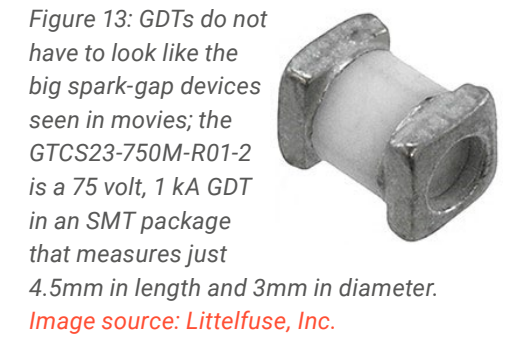 Figure 13: GDTs do not
have to look like the
big spark-gap devices
seen in movies; the
GTCS23-750M-R01-2
is a 75 volt, 1 kA GDT
in an SMT package
that measures just
4.5mm in length and 3mm in diameter.
Image source: Littelfuse, Inc.